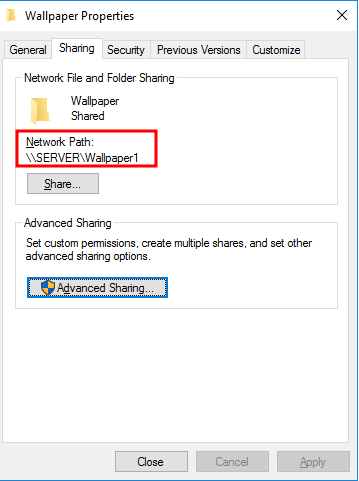 Wallpaper Properties
General Sharing Security Previous Versions Customize
Network File and Folder Sharing
Wallpaper
Shared
Network Path:
\\SERVER\Wallpaper1
Share...
Advanced Sharing
Set custom permissions, create multiple shares, and set other
advanced sharing options.
Advanced Sharing...
Close Cancel Apply